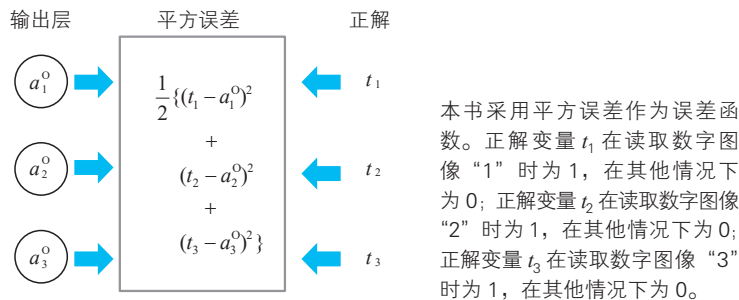 输出层 平方误差 正解
a₁ᴼ ½{(t₁ − a₁ᴼ)² t₁
+
a₂ᴼ (t₂ − a₂ᴼ)² t₂
+
a₃ᴼ (t₃ − a₃ᴼ)²} t₃
本书采用平方误差作为误差函
数。正解变量 t₁ 在读取数字图
像“1”时为 1，在其他情况下
为 0；正解变量 t₂ 在读取数字图像
“2”时为 1，在其他情况下为 0；
正解变量 t₃ 在读取数字图像“3”
时为 1，在其他情况下为 0。